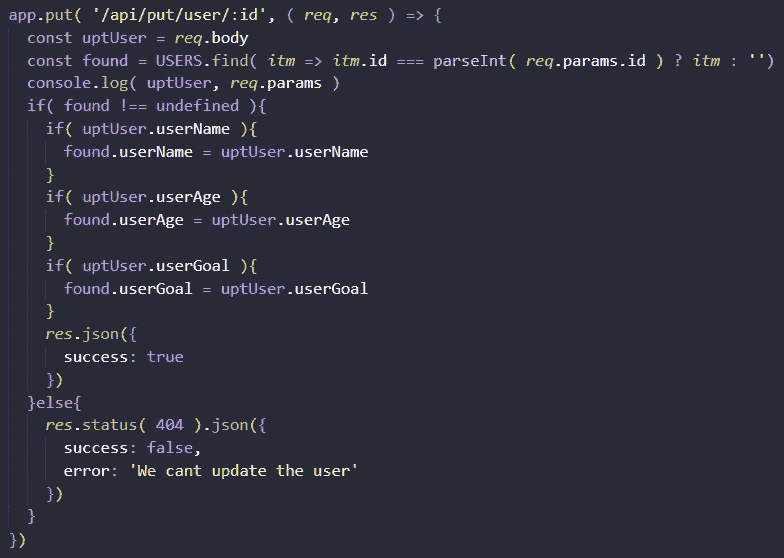 app.put( '/api/put/user/:id', ( req, res ) => {
  const uptUser = req.body
  const found = USERS.find( itm => itm.id === parseInt( req.params.id ) ? itm : '')
  console.log( uptUser, req.params )
  if( found !== undefined ){
    if( uptUser.userName ){
      found.userName = uptUser.userName
    }
    if( uptUser.userAge ){
      found.userAge = uptUser.userAge
    }
    if( uptUser.userGoal ){
      found.userGoal = uptUser.userGoal
    }
    res.json({
      success: true
    })
  }else{
    res.status( 404 ).json({
      success: false,
      error: 'We cant update the user'
    })
  }
})